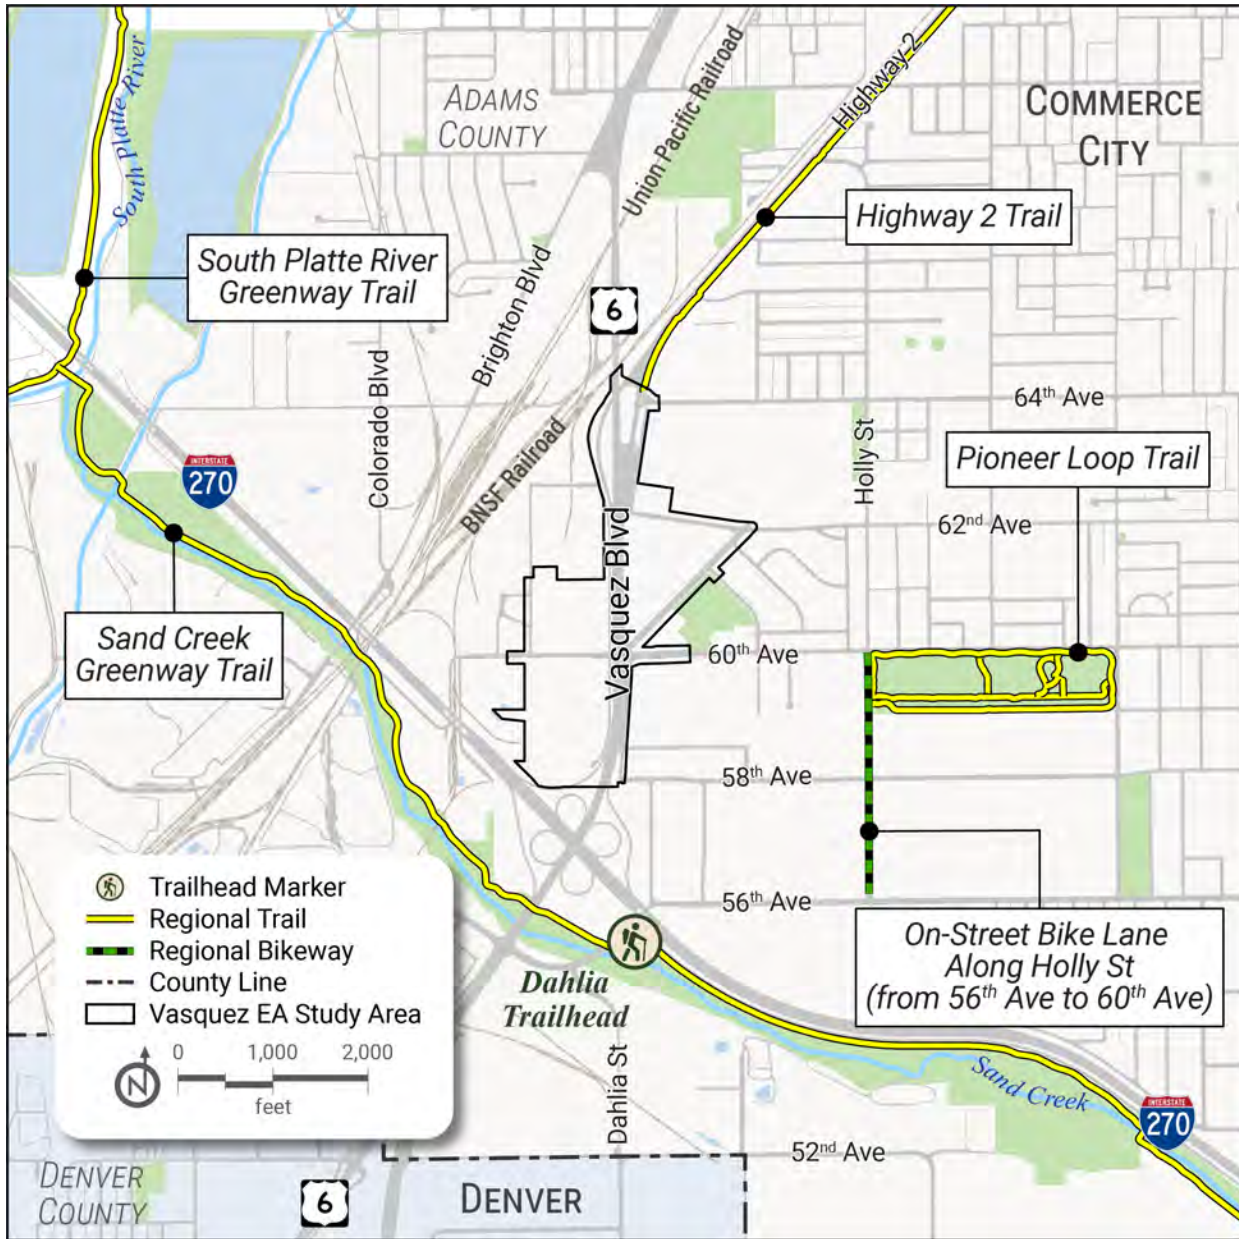 South Platte River
ADAMS
COUNTY
Union Pacific Railroad
Highway 2
COMMERCE
CITY
Highway 2 Trail
South Platte River
Greenway Trail
6
Brighton Blvd
Colorado Blvd
BNSF Railroad
64th Ave
Holly St
Pioneer Loop Trail
INTERSTATE
270
62nd Ave
Vasquez Blvd
Sand Creek
Greenway Trail
60th Ave
58th Ave
56th Ave
On-Street Bike Lane
Along Holly St
(from 56th Ave to 60th Ave)
Dahlia
Trailhead
Trailhead Marker
Regional Trail
Regional Bikeway
County Line
Vasquez EA Study Area
N
0 1,000 2,000
feet
Dahlia St
Sand Creek
INTERSTATE
270
52nd Ave
DENVER
COUNTY
6
DENVER